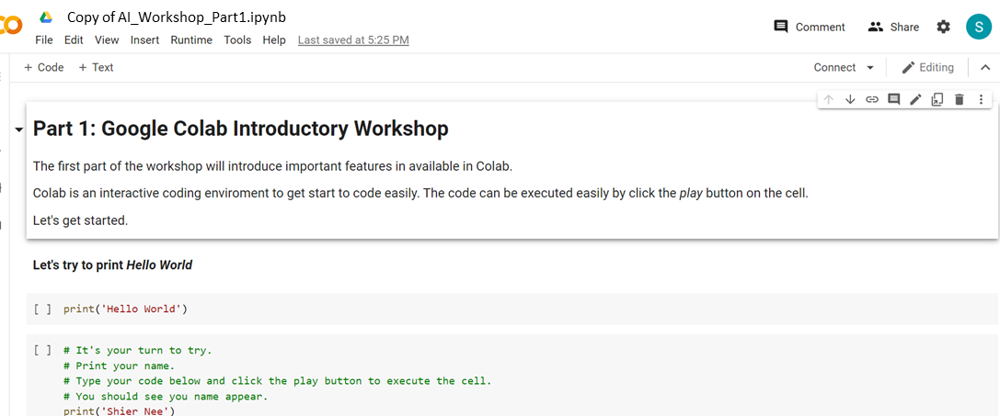 Copy of AI_Workshop_Part1.ipynb
File Edit View Insert Runtime Tools Help Last saved at 5:25 PM
Comment Share S
+ Code + Text
Connect Editing
Part 1: Google Colab Introductory Workshop
The first part of the workshop will introduce important features in available in Colab.
Colab is an interactive coding enviroment to get start to code easily. The code can be executed easily by click the play button on the cell.
Let's get started.
Let's try to print Hello World
[ ] print('Hello World')
[ ] # It's your turn to try.
# Print your name.
# Type your code below and click the play button to execute the cell.
# You should see you name appear.
print('Shier Nee')